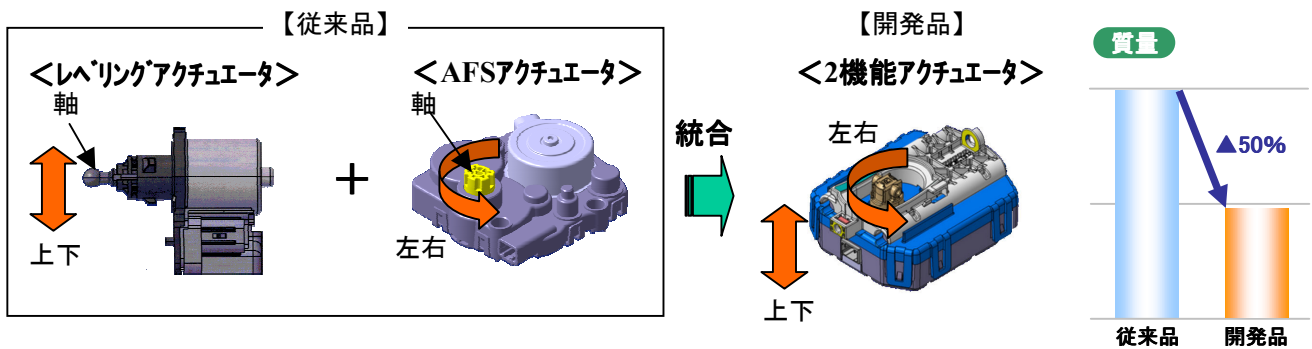 【従来品】
＜レベリングアクチュエータ＞
軸
上下
＋
＜AFSアクチュエータ＞
軸
左右
統合
【開発品】
＜2機能アクチュエータ＞
左右
上下
質量
▲50%
従来品
開発品